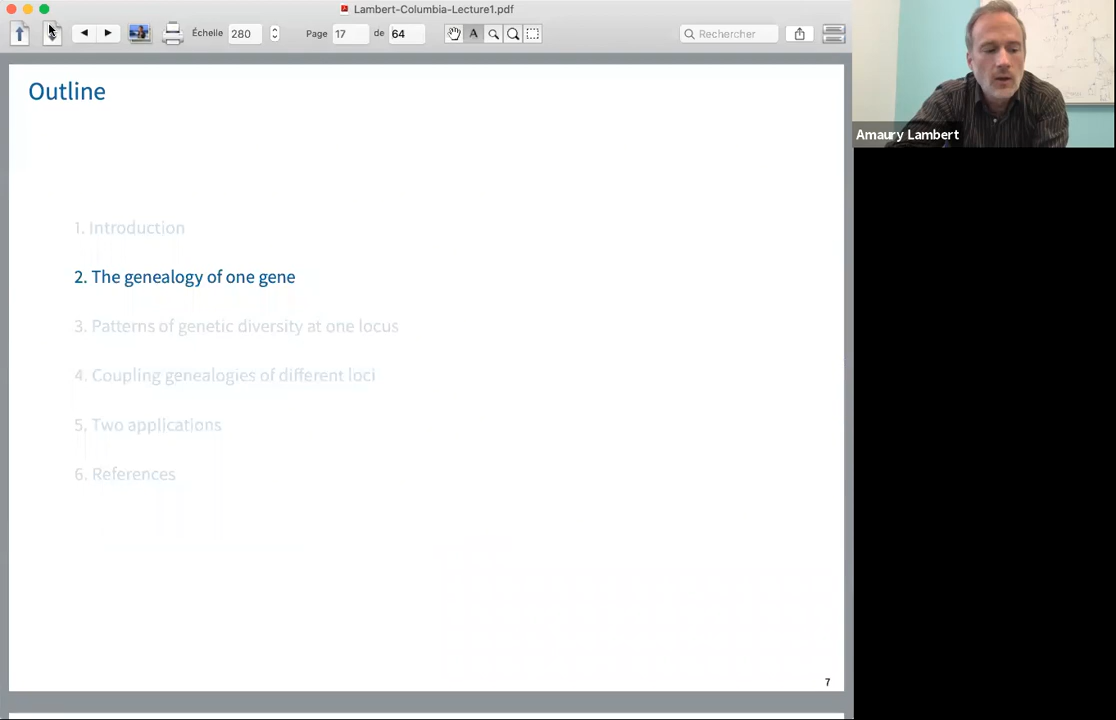 Lambert-Columbia-Lecture1.pdf
Échelle 280 Page 17 de 64 A Rechercher
Outline
1. Introduction
2. The genealogy of one gene
3. Patterns of genetic diversity at one locus
4. Coupling genealogies of different loci
5. Two applications
6. References
7
Amaury Lambert